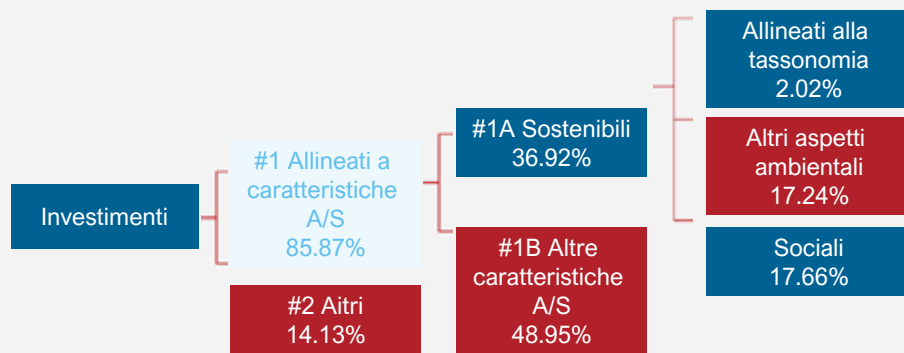 Investimenti
#1 Allineati a
caratteristiche
A/S
85.87%
#2 Aitri
14.13%
#1A Sostenibili
36.92%
#1B Altre
caratteristiche
A/S
48.95%
Allineati alla
tassonomia
2.02%
Altri aspetti
ambientali
17.24%
Sociali
17.66%